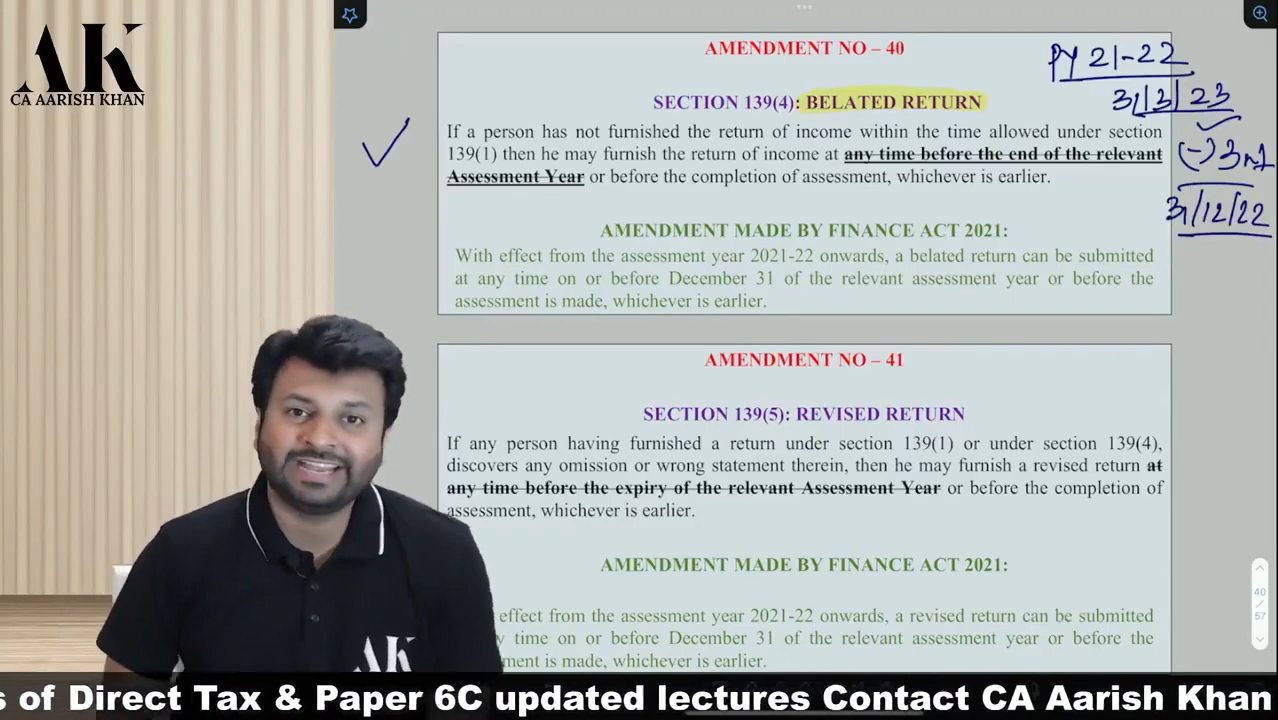 AK
CA AARISH KHAN
AMENDMENT NO – 40
PY 21-22
SECTION 139(4): BELATED RETURN
31/3/23
If a person has not furnished the return of income within the time allowed under section
139(1) then he may furnish the return of income at any time before the end of the relevant
(-) 3
Assessment Year or before the completion of assessment, whichever is earlier.
31/12/22
AMENDMENT MADE BY FINANCE ACT 2021:
With effect from the assessment year 2021-22 onwards, a belated return can be submitted
at any time on or before December 31 of the relevant assessment year or before the
assessment is made, whichever is earlier.
AMENDMENT NO – 41
SECTION 139(5): REVISED RETURN
If any person having furnished a return under section 139(1) or under section 139(4),
discovers any omission or wrong statement therein, then he may furnish a revised return at
any time before the expiry of the relevant Assessment Year or before the completion of
assessment, whichever is earlier.
AMENDMENT MADE BY FINANCE ACT 2021:
effect from the assessment year 2021-22 onwards, a revised return can be submitted
time on or before December 31 of the relevant assessment year or before the
is made, whichever is earlier.
40
/
57
AK
s of Direct Tax & Paper 6C updated lectures Contact CA Aarish Khan